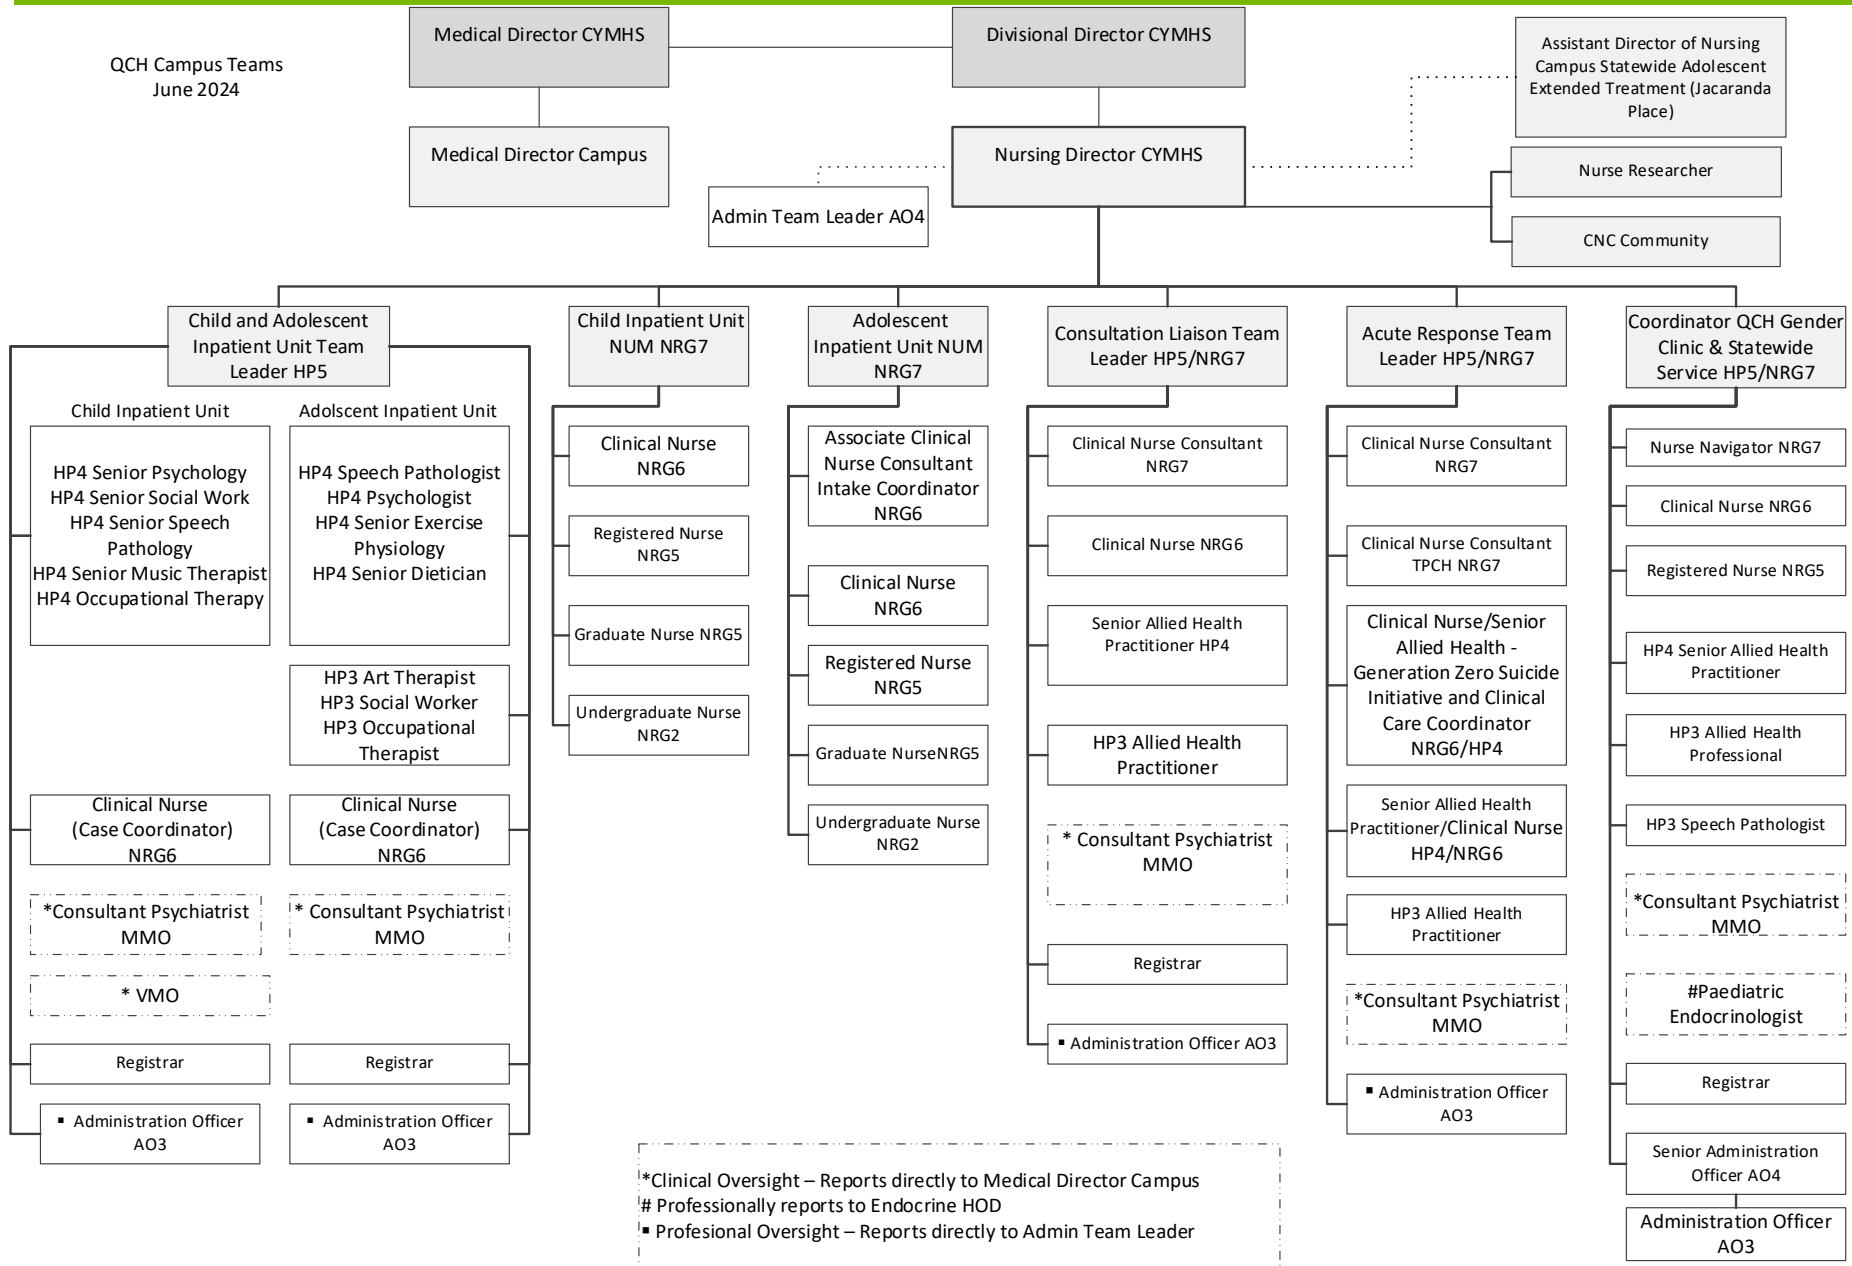 QCH Campus Teams
June 2024
Medical Director CYMHS
Divisional Director CYMHS
Assistant Director of Nursing
Campus Statewide Adolescent
Extended Treatment (Jacaranda
Place)
Medical Director Campus
Nursing Director CYMHS
Nurse Researcher
Admin Team Leader AO4
CNC Community
Child and Adolescent
Inpatient Unit Team
Leader HP5
Child Inpatient Unit
HP4 Senior Psychology
HP4 Senior Social Work
HP4 Senior Speech
Pathology
HP4 Senior Music Therapist
HP4 Occupational Therapy
Clinical Nurse
(Case Coordinator)
NRG6
*Consultant Psychiatrist
MMO
* VMO
Registrar
▪ Administration Officer
AO3
Adolscent Inpatient Unit
HP4 Speech Pathologist
HP4 Psychologist
HP4 Senior Exercise
Physiology
HP4 Senior Dietician
HP3 Art Therapist
HP3 Social Worker
HP3 Occupational
Therapist
Clinical Nurse
(Case Coordinator)
NRG6
* Consultant Psychiatrist
MMO
Registrar
▪ Administration Officer
AO3
Child Inpatient Unit
NUM NRG7
Clinical Nurse
NRG6
Registered Nurse
NRG5
Graduate Nurse NRG5
Undergraduate Nurse
NRG2
Adolescent
Inpatient Unit NUM
NRG7
Associate Clinical
Nurse Consultant
Intake Coordinator
NRG6
Clinical Nurse
NRG6
Registered Nurse
NRG5
Graduate NurseNRG5
Undergraduate Nurse
NRG2
Consultation Liaison Team
Leader HP5/NRG7
Clinical Nurse Consultant
NRG7
Clinical Nurse NRG6
Senior Allied Health
Practitioner HP4
HP3 Allied Health
Practitioner
* Consultant Psychiatrist
MMO
Registrar
▪ Administration Officer AO3
Acute Response Team
Leader HP5/NRG7
Clinical Nurse Consultant
NRG7
Clinical Nurse Consultant
TPCH NRG7
Clinical Nurse/Senior
Allied Health -
Generation Zero Suicide
Initiative and Clinical
Care Coordinator
NRG6/HP4
Senior Allied Health
Practitioner/Clinical Nurse
HP4/NRG6
HP3 Allied Health
Practitioner
*Consultant Psychiatrist
MMO
▪ Administration Officer
AO3
Coordinator QCH Gender
Clinic & Statewide
Service HP5/NRG7
Nurse Navigator NRG7
Clinical Nurse NRG6
Registered Nurse NRG5
HP4 Senior Allied Health
Practitioner
HP3 Allied Health
Professional
HP3 Speech Pathologist
*Consultant Psychiatrist
MMO
#Paediatric
Endocrinologist
Registrar
Senior Administration
Officer AO4
Administration Officer
AO3
*Clinical Oversight – Reports directly to Medical Director Campus
# Professionally reports to Endocrine HOD
▪ Profesional Oversight – Reports directly to Admin Team Leader